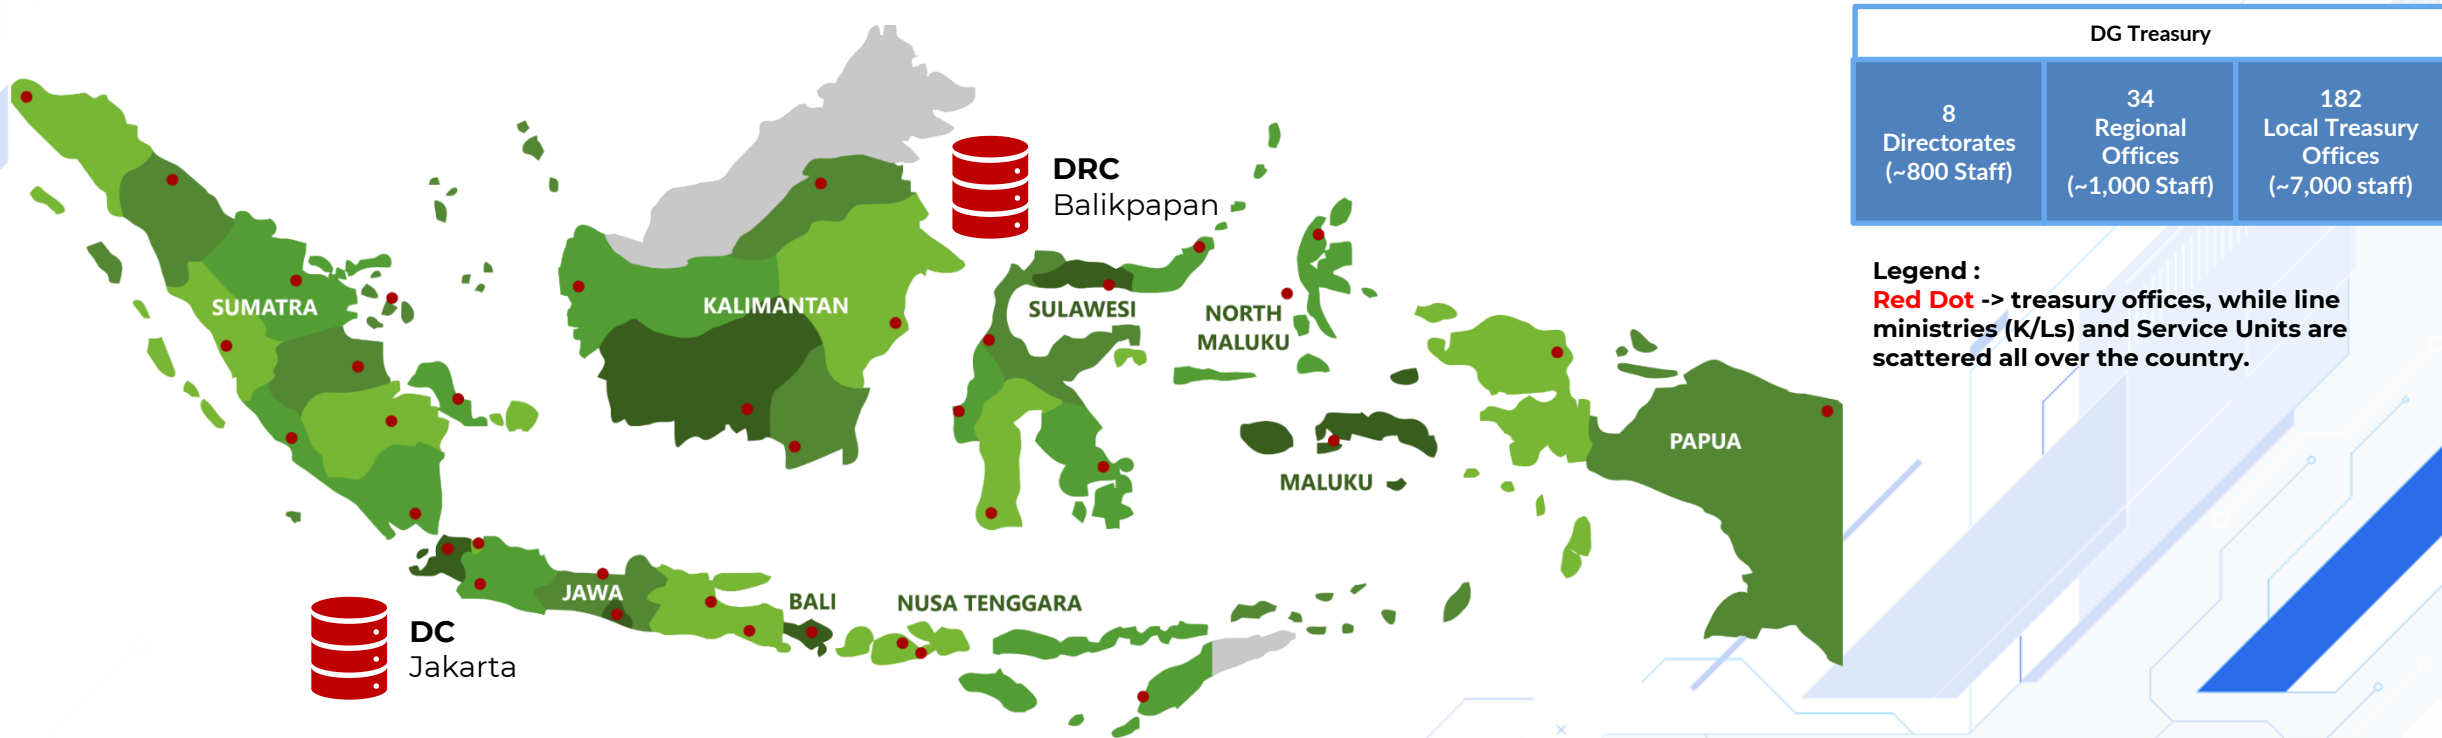 DG Treasury
8
Directorates
(~800 Staff)
34
Regional
Offices
(~1,000 Staff)
182
Local Treasury
Offices
(~7,000 staff)
Legend :
Red Dot -> treasury offices, while line
ministries (K/Ls) and Service Units are
scattered all over the country.
DRC
Balikpapan
SUMATRA
KALIMANTAN
SULAWESI
NORTH
MALUKU
PAPUA
MALUKU
JAWA
BALI
NUSA TENGGARA
DC
Jakarta